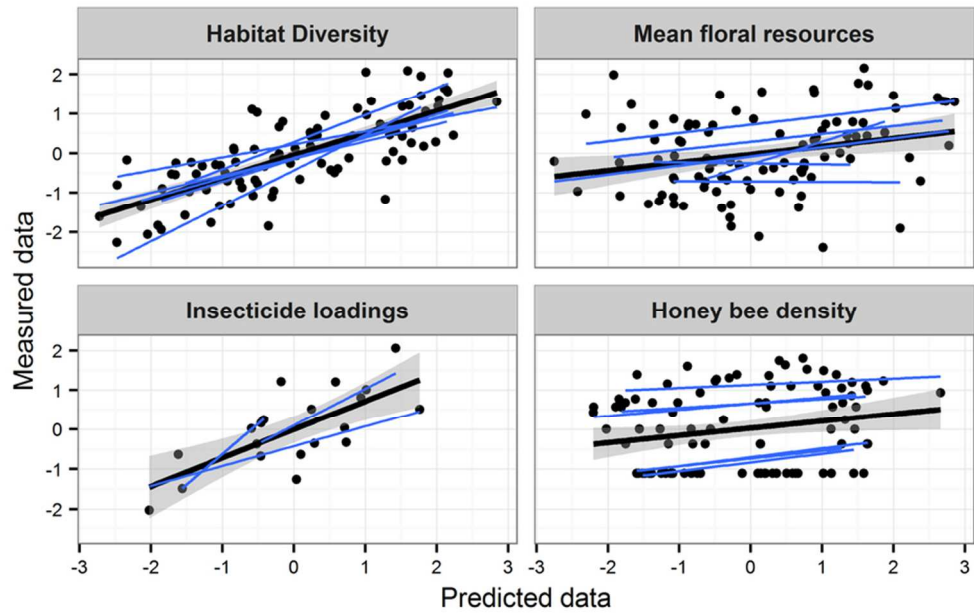 Habitat Diversity
Mean floral resources
2
1
0
-1
-2
Insecticide loadings
Honey bee density
2
1
0
-1
-2
-3 -2 -1 0 1 2 3
-3 -2 -1 0 1 2 3
Predicted data
Measured data